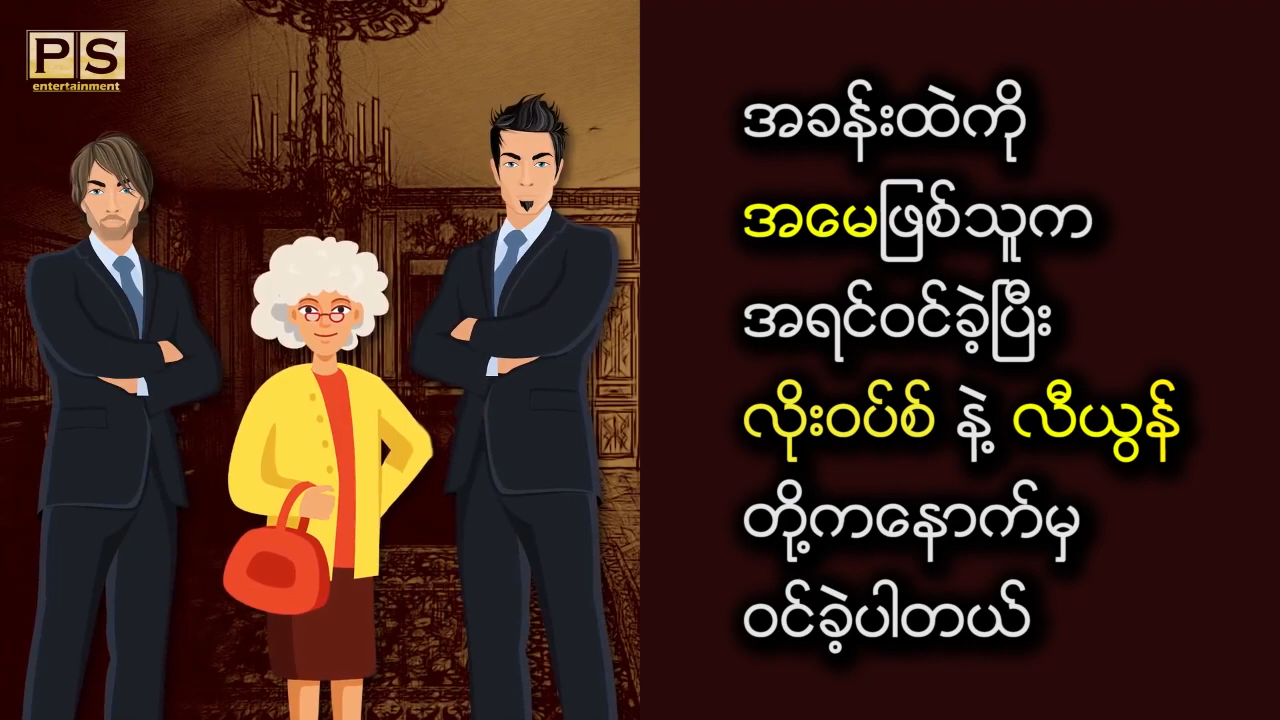 PS
entertainment
အခန်းထဲကို
အမေဖြစ်သူက
အရင်ဝင်ခဲ့ပြီး
လိုးဝပ်စ် နဲ့ လီယွန်
တို့ကနောက်မှ
ဝင်ခဲ့ပါတယ်